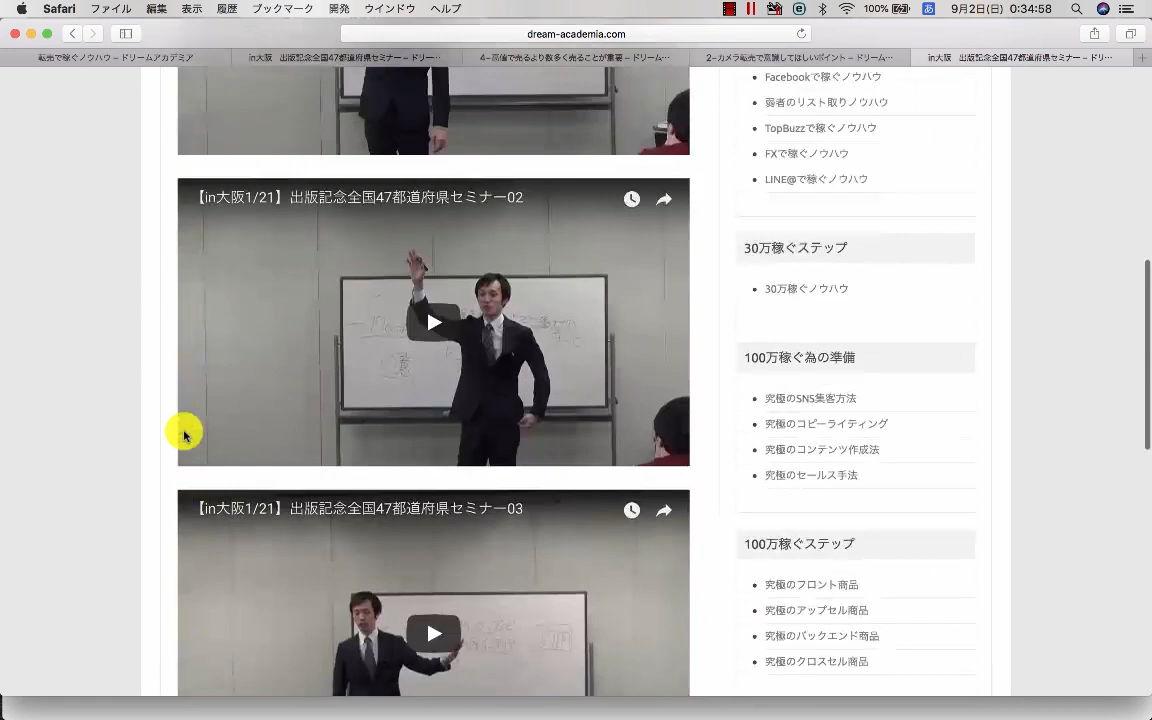 Safari ファイル 編集 表示 履歴 ブックマーク 開発 ウインドウ ヘルプ 100% あ 9月2日(日) 0:34:58
dream-academia.com
転売で稼ぐノウハウ – ドリームアカデミア
in大阪 出版記念全国47都道府県セミナー – ドリー…
4−高値で売るより数多く売ることが重要 – ドリーム…
2−カメラ転売で意識してほしいポイント – ドリーム…
in大阪 出版記念全国47都道府県セミナー – ドリ…
【in大阪1/21】出版記念全国47都道府県セミナー02
【in大阪1/21】出版記念全国47都道府県セミナー03
Facebookで稼ぐノウハウ
弱者のリスト取りノウハウ
TopBuzzで稼ぐノウハウ
FXで稼ぐノウハウ
LINE@で稼ぐノウハウ
30万稼ぐステップ
30万稼ぐノウハウ
100万稼ぐ為の準備
究極のSNS集客方法
究極のコピーライティング
究極のコンテンツ作成法
究極のセールス手法
100万稼ぐステップ
究極のフロント商品
究極のアップセル商品
究極のバックエンド商品
究極のクロスセル商品